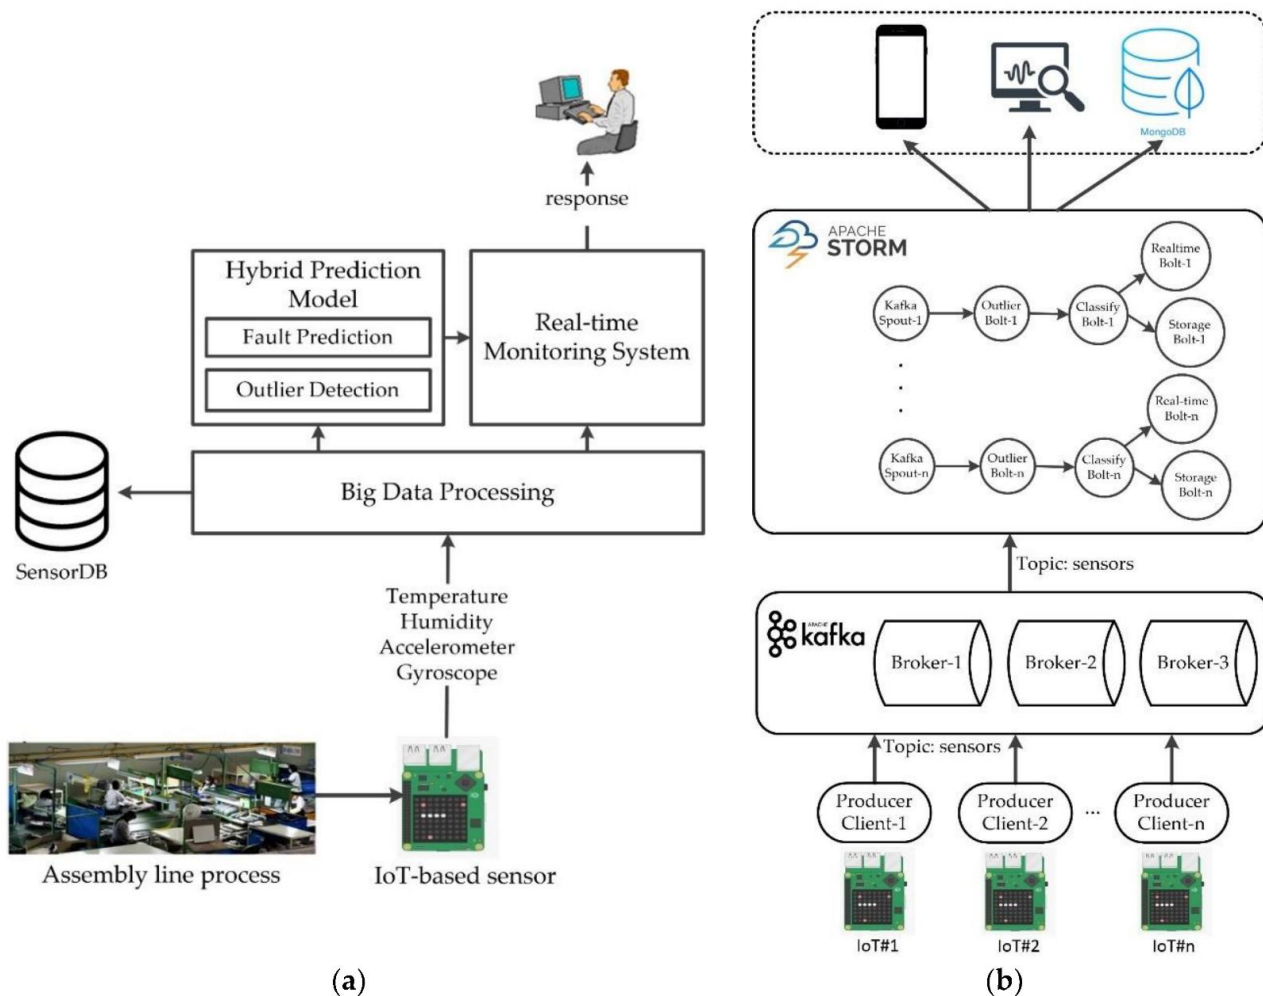 response
Hybrid Prediction
Model
Fault Prediction
Outlier Detection
Real-time
Monitoring System
Big Data Processing
SensorDB
Temperature
Humidity
Accelerometer
Gyroscope
Assembly line process
IoT-based sensor
(a)
MongoDB
APACHE
STORM
Kafka
Spout-1
Outlier
Bolt-1
Classify
Bolt-1
Realtime
Bolt-1
Storage
Bolt-1
Kafka
Spout-n
Outlier
Bolt-n
Classify
Bolt-n
Real-time
Bolt-n
Storage
Bolt-n
Topic: sensors
APACHE
kafka
Broker-1
Broker-2
Broker-3
Topic: sensors
Producer
Client-1
Producer
Client-2
...
Producer
Client-n
IoT#1
IoT#2
IoT#n
(b)